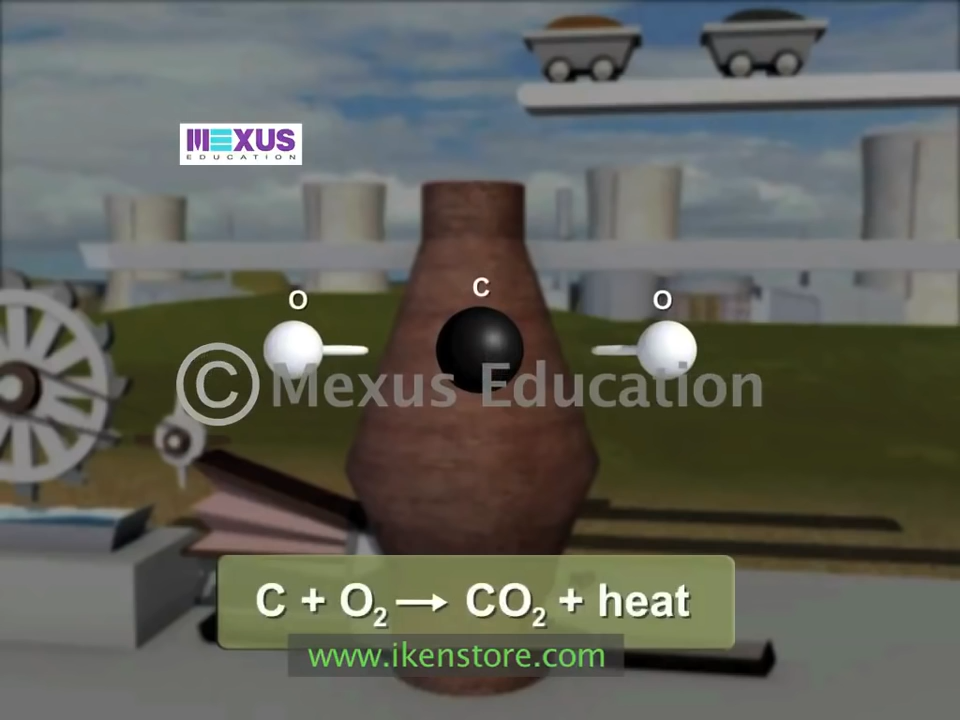 MEXUS
EDUCATION
C
O
O
© Mexus Education
C + O₂ → CO₂ + heat
www.ikenstore.com